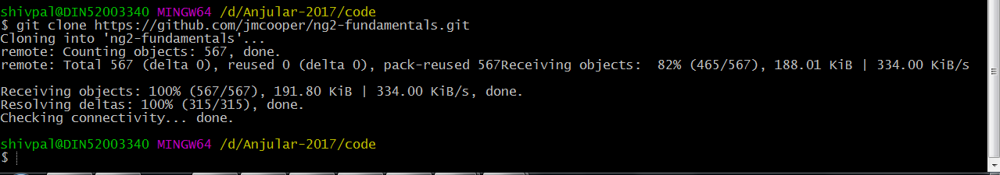 shivpal@DIN52003340 MINGW64 /d/Anjular-2017/code
$ git clone https://github.com/jmcooper/ng2-fundamentals.git
Cloning into 'ng2-fundamentals'...
remote: Counting objects: 567, done.
remote: Total 567 (delta 0), reused 0 (delta 0), pack-reused 567Receiving objects:  82% (465/567), 188.01 KiB | 334.00 KiB/s
Receiving objects: 100% (567/567), 191.80 KiB | 334.00 KiB/s, done.
Resolving deltas: 100% (315/315), done.
Checking connectivity... done.
shivpal@DIN52003340 MINGW64 /d/Anjular-2017/code
$